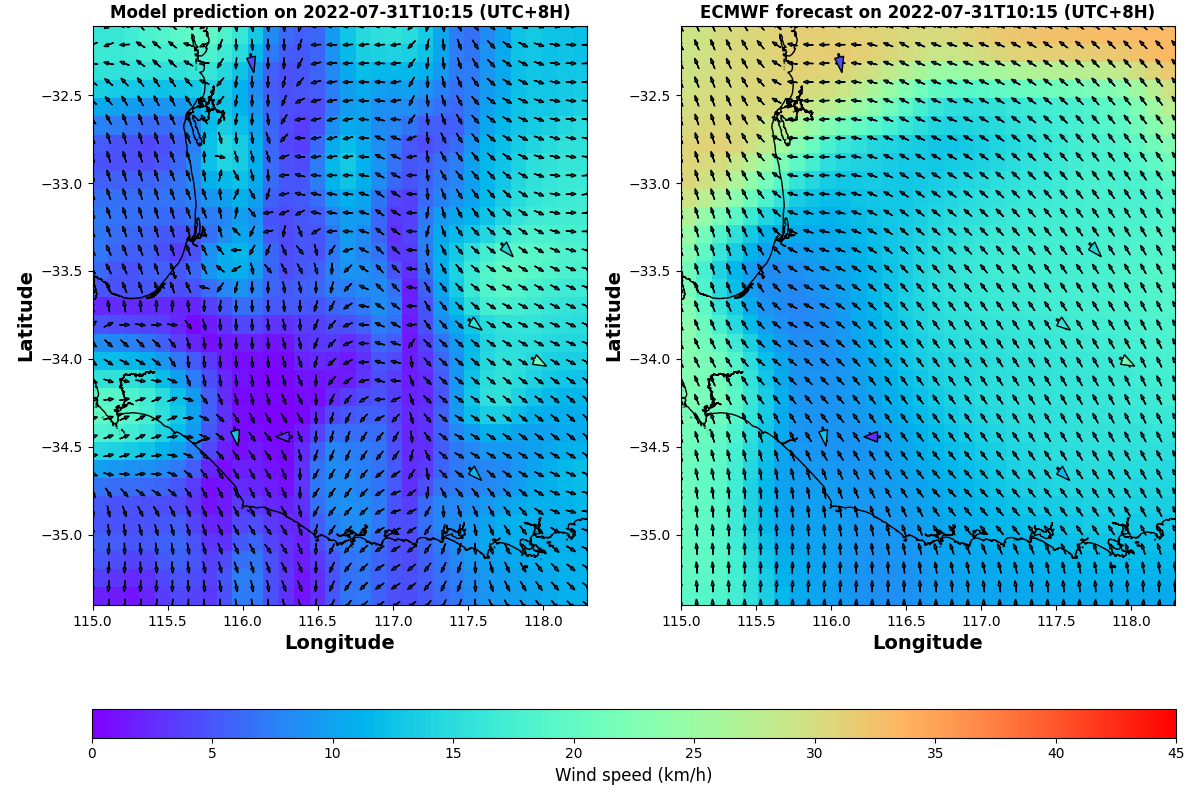 Model prediction on 2022-07-31T10:15 (UTC+8H)
ECMWF forecast on 2022-07-31T10:15 (UTC+8H)
−32.5
−33.0
−33.5
−34.0
−34.5
−35.0
Latitude
115.0 115.5 116.0 116.5 117.0 117.5 118.0
Longitude
−32.5
−33.0
−33.5
−34.0
−34.5
−35.0
Latitude
115.0 115.5 116.0 116.5 117.0 117.5 118.0
Longitude
0 5 10 15 20 25 30 35 40 45
Wind speed (km/h)